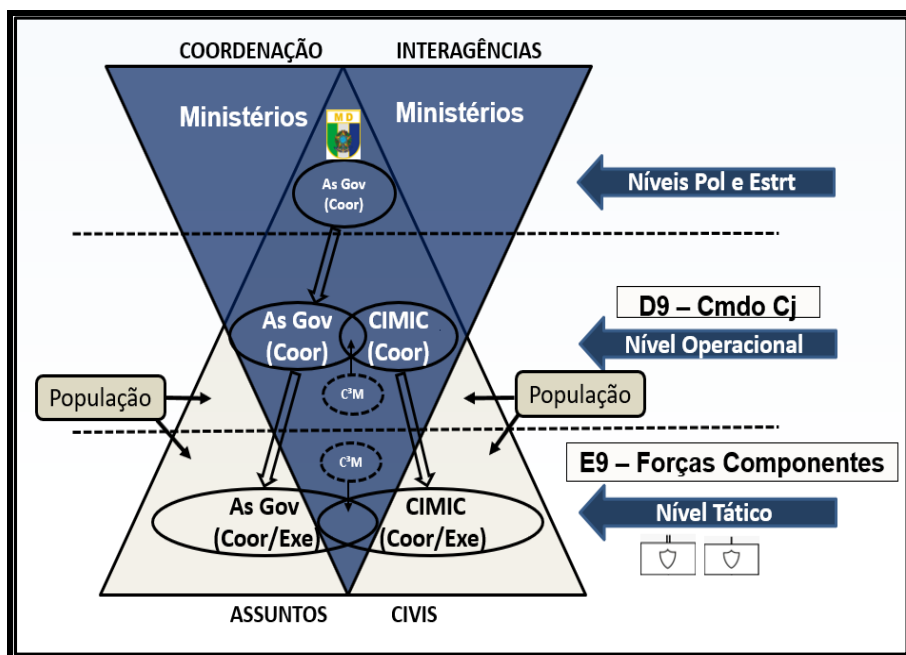 COORDENAÇÃO INTERAGÊNCIAS
Ministérios Ministérios
M D
As Gov
(Coor)
Níveis Pol e Estrt
D9 – Cmdo Cj
As Gov
(Coor)
CIMIC
(Coor)
Nível Operacional
População
C³M
População
C³M
E9 – Forças Componentes
As Gov
(Coor/Exe)
CIMIC
(Coor/Exe)
Nível Tático
ASSUNTOS CIVIS